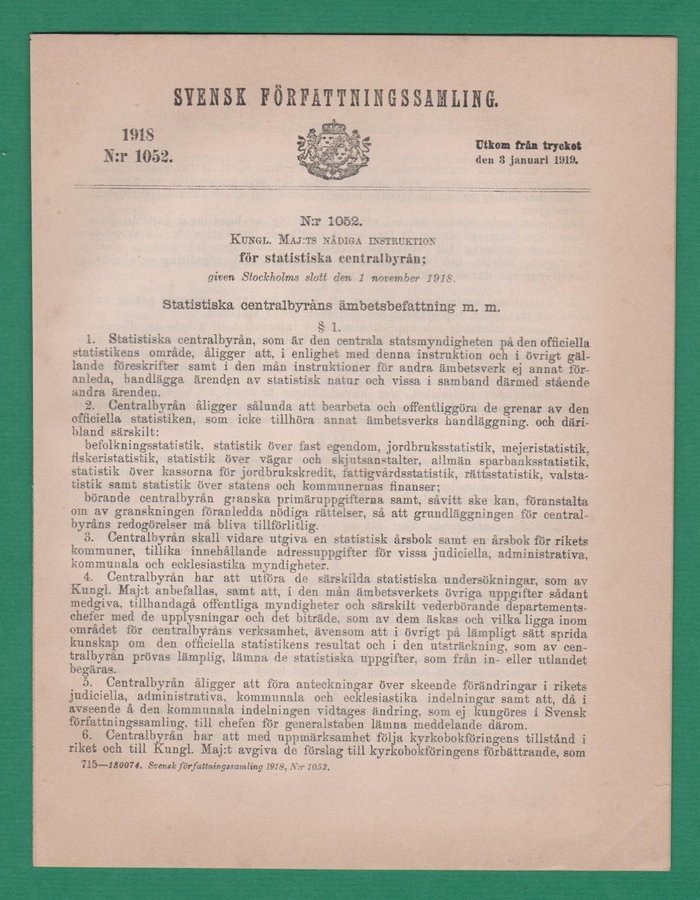 SVENSK FÖRFATTNINGSSAMLING.
1918
N:r 1052.
Utkom från trycket
den 3 januari 1919.
N:r 1052.
KUNGL. MAJ:TS NÅDIGA INSTRUKTION
för statistiska centralbyrån;
given Stockholms slott den 1 november 1918.
Statistiska centralbyråns ämbetsbefattning m. m.
§ 1.
1. Statistiska centralbyrån, som är den centrala statsmyndigheten på den officiella
statistikens område, åligger att, i enlighet med denna instruktion och i övrigt gäl-
lande föreskrifter samt i den mån instruktioner för andra ämbetsverk ej annat för-
anleda, handlägga ärenden av statistisk natur och vissa i samband därmed stående
andra ärenden.
2. Centralbyrån åligger sålunda att bearbeta och offentliggöra de grenar av den
officiella statistiken, som icke tillhöra annat ämbetsverks handläggning. och däri-
bland särskilt:
befolkningsstatistik, statistik över fast egendom, jordbruksstatistik, mejeristatistik,
fiskeristatistik, statistik över vägar och skjutsanstalter, allmän sparbanksstatistik,
statistik över kassorna för jordbrukskredit, fattigvårdsstatistik, rättsstatistik, valsta-
tistik samt statistik över statens och kommunernas finanser;
börande centralbyrån granska primäruppgifterna samt, såvitt ske kan, föranstalta
om av granskningen föranledda nödiga rättelser, så att grundläggningen för central-
byråns redogörelser må bliva tillförlitlig.
3. Centralbyrån skall vidare utgiva en statistisk årsbok samt en årsbok för rikets
kommuner, tillika innehållande adressuppgifter för vissa judiciella, administrativa,
kommunala och ecklesiastika myndigheter.
4. Centralbyrån har att utföra de särskilda statistiska undersökningar, som av
Kungl. Maj:t anbefallas, samt att, i den mån ämbetsverkets övriga uppgifter sådant
medgiva, tillhandagå offentliga myndigheter och särskilt vederbörande departements-
chefer med de upplysningar och det biträde, som av dem äskas och vilka ligga inom
området för centralbyråns verksamhet, ävensom att i övrigt på lämpligt sätt sprida
kunskap om den officiella statistikens resultat och i den utsträckning, som av cen-
tralbyrån prövas lämplig, lämna de statistiska uppgifter, som från in- eller utlandet
begäras.
5. Centralbyrån åligger att föra anteckningar över skeende förändringar i rikets
judiciella, administrativa, kommunala och ecklesiastika indelningar samt att, då i
avseende å den kommunala indelningen vidtages ändring, som ej kungöres i Svensk
författningssamling, till chefen för generalstaben lämna meddelande därom.
6. Centralbyrån har att med uppmärksamhet följa kyrkobokföringens tillstånd i
riket och till Kungl. Maj:t avgiva de förslag till kyrkobokföringens förbättrande, som
715—180074. Svensk författningssamling 1918, N:r 1052.